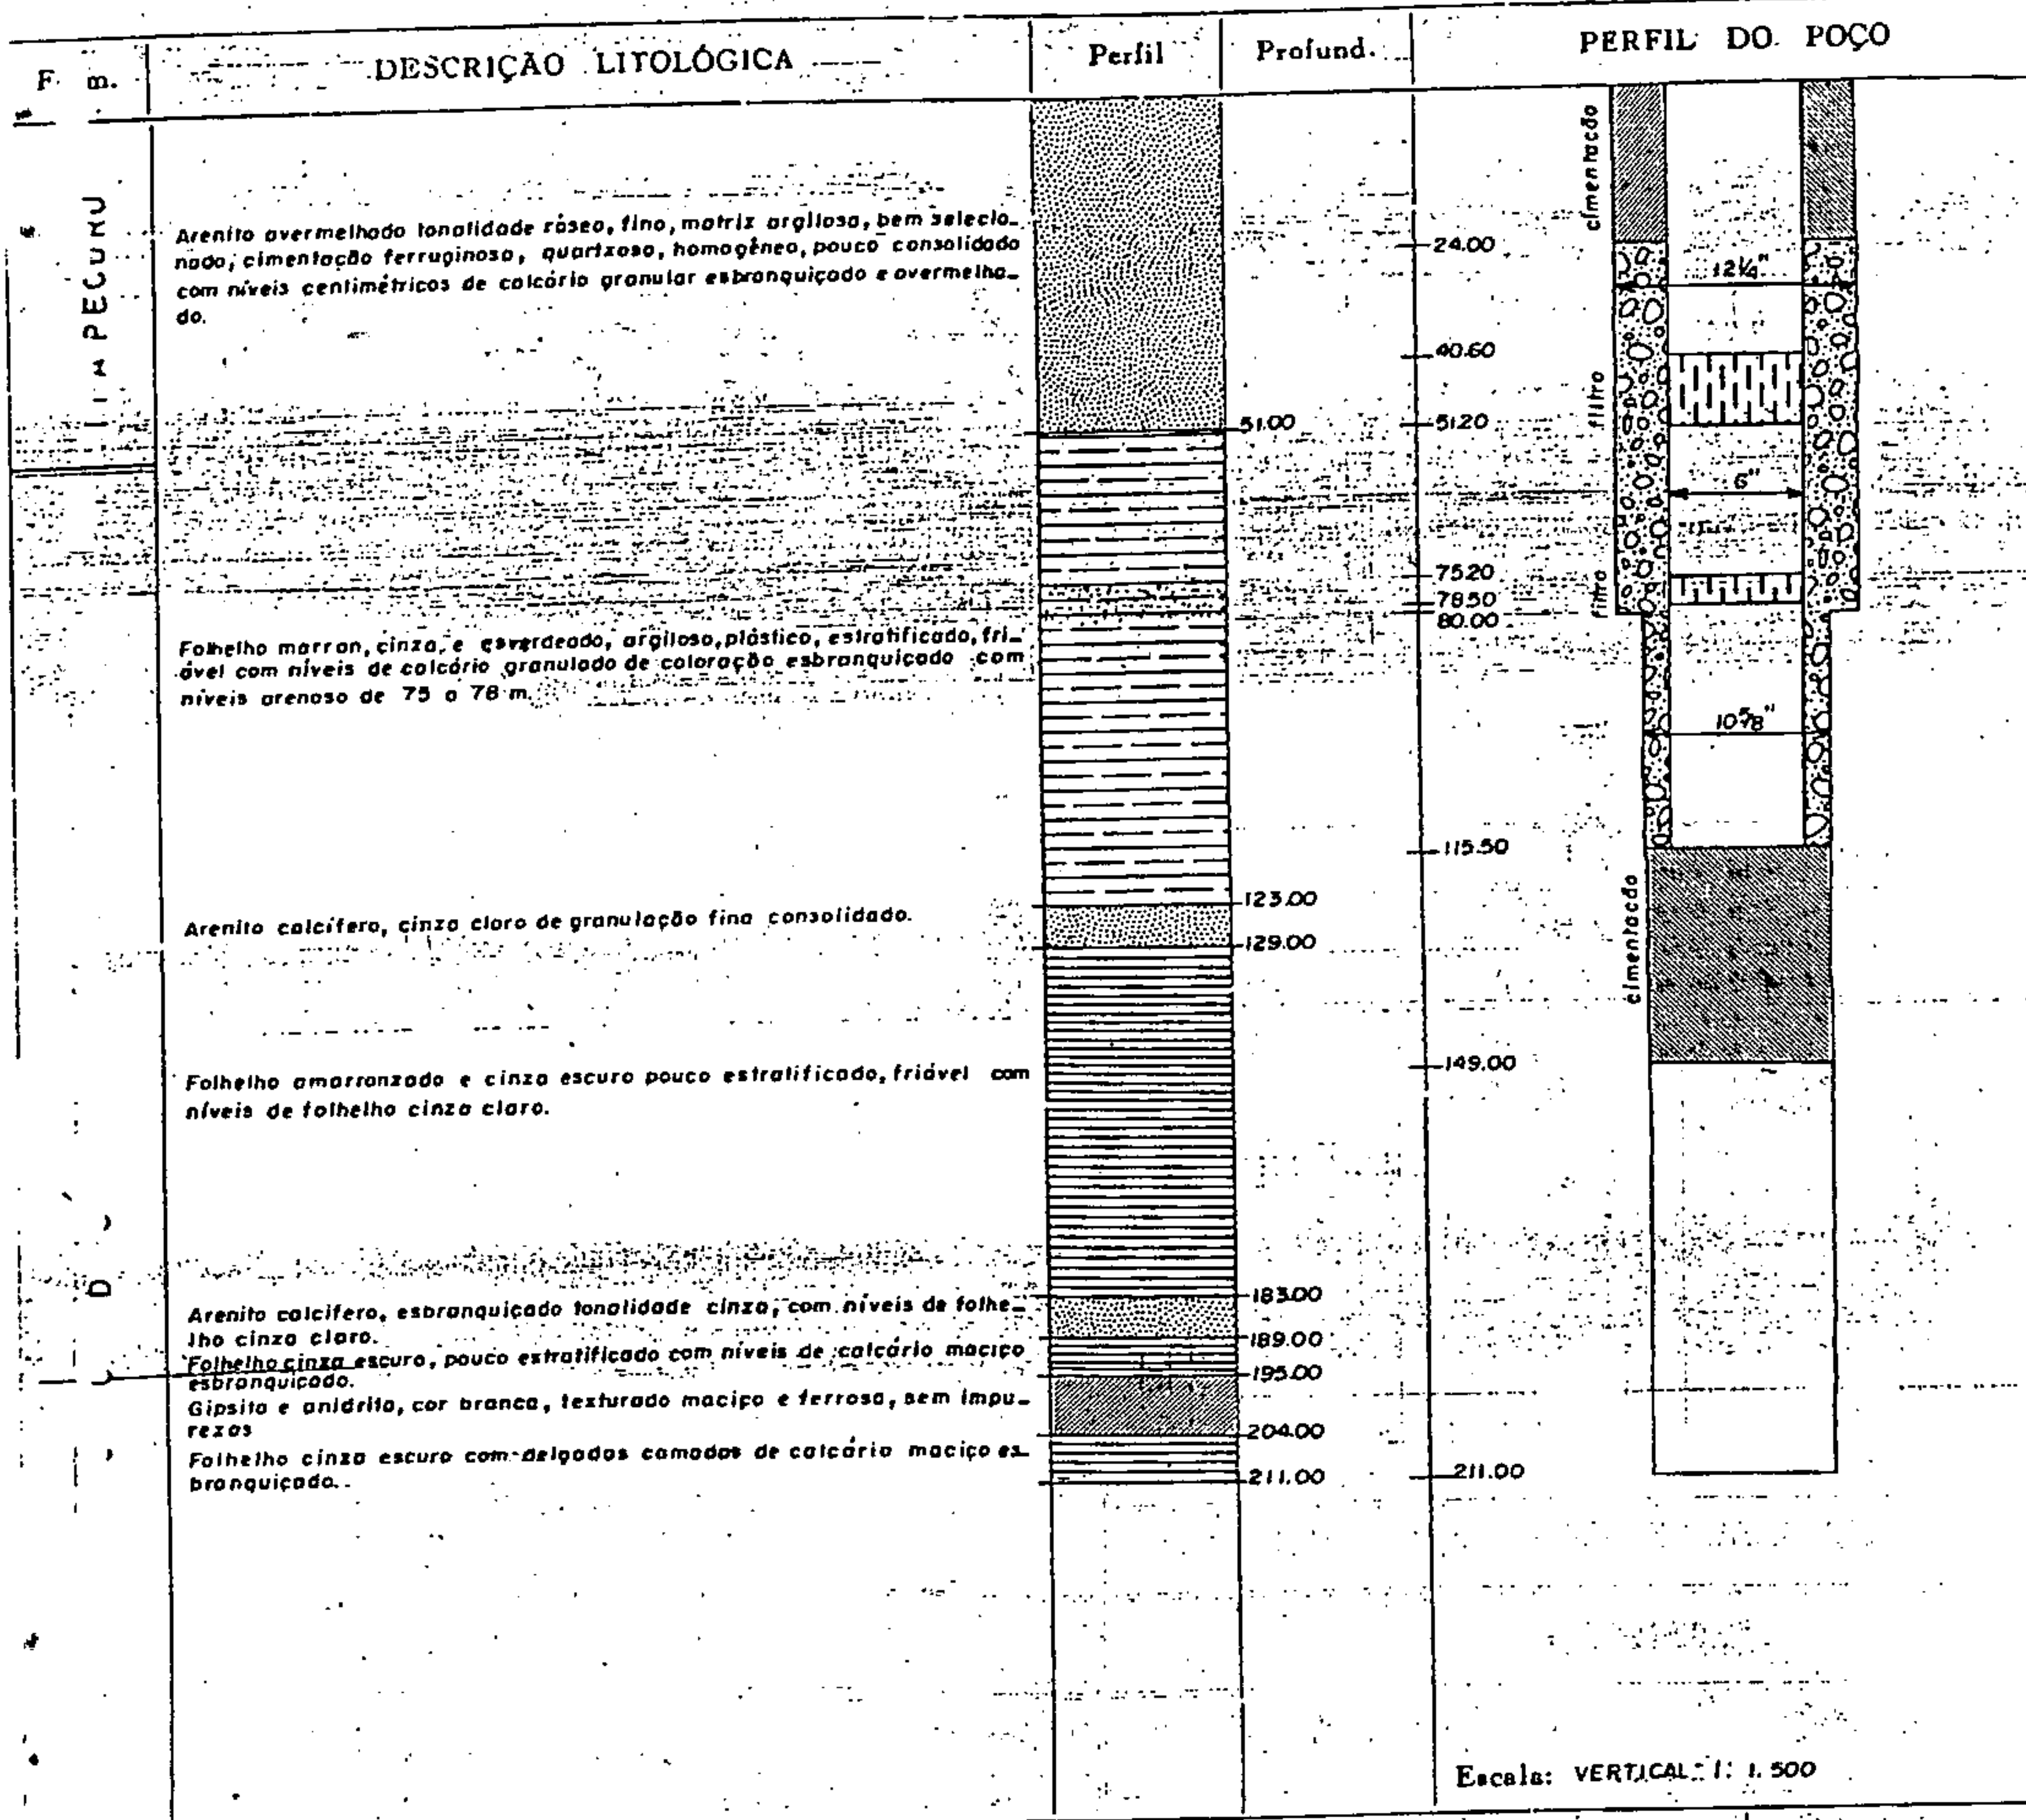 F m.
DESCRIÇÃO LITOLÓGICA
Perfil
Profund.
PERFIL DO POÇO
PECURU
Arenito avermelhado tonalidade róseo, fino, matriz argilosa, bem selecio_
nado, cimentação ferruginosa, quartzoso, homogêneo, pouco consolidado
com níveis centimétricos de calcário granular esbranquiçado e avermelha_
do.
Folhelho marron, cinza, e esverdeado, argiloso, plástico, estratificado, fri_
ável com níveis de calcário granulado de coloração esbranquiçado com
níveis arenoso de 75 a 78 m.
Arenito calcífero, cinza claro de granulação fina consolidado.
Folhelho amarronzado e cinza escuro pouco estratificado, friável com
níveis de folhelho cinza claro.
Arenito calcífero, esbranquiçado tonalidade cinza, com níveis de folhe_
lho cinza claro.
Folhelho cinza escuro, pouco estratificado com níveis de calcário maciço
esbranquiçado.
Gipsita e anidrita, cor branca, texturado maciço e ferrosa, sem impu_
rezas
Folhelho cinza escuro com delgadas camadas de calcário maciço es_
branquiçado.
D
51.00
123.00
129.00
183.00
189.00
195.00
204.00
211.00
24.00
40.60
51.20
75.20
78.50
80.00
115.50
149.00
211.00
cimentacão
filtro
filtro
cimentacão
12¼"
6"
10⅝"
Escala: VERTICAL: 1: 1.500